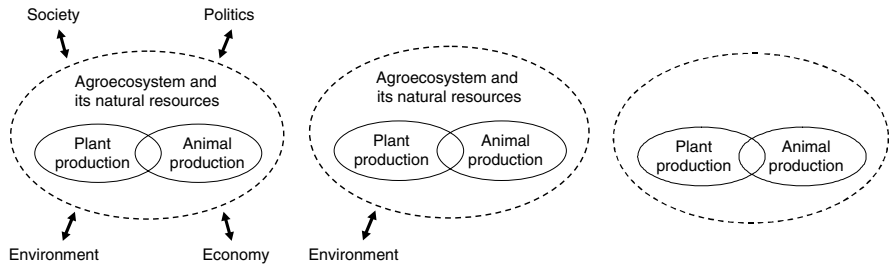 Society
Politics
Agroecosystem and
its natural resources
Plant
production
Animal
production
Environment
Economy
Agroecosystem and
its natural resources
Plant
production
Animal
production
Environment
Plant
production
Animal
production